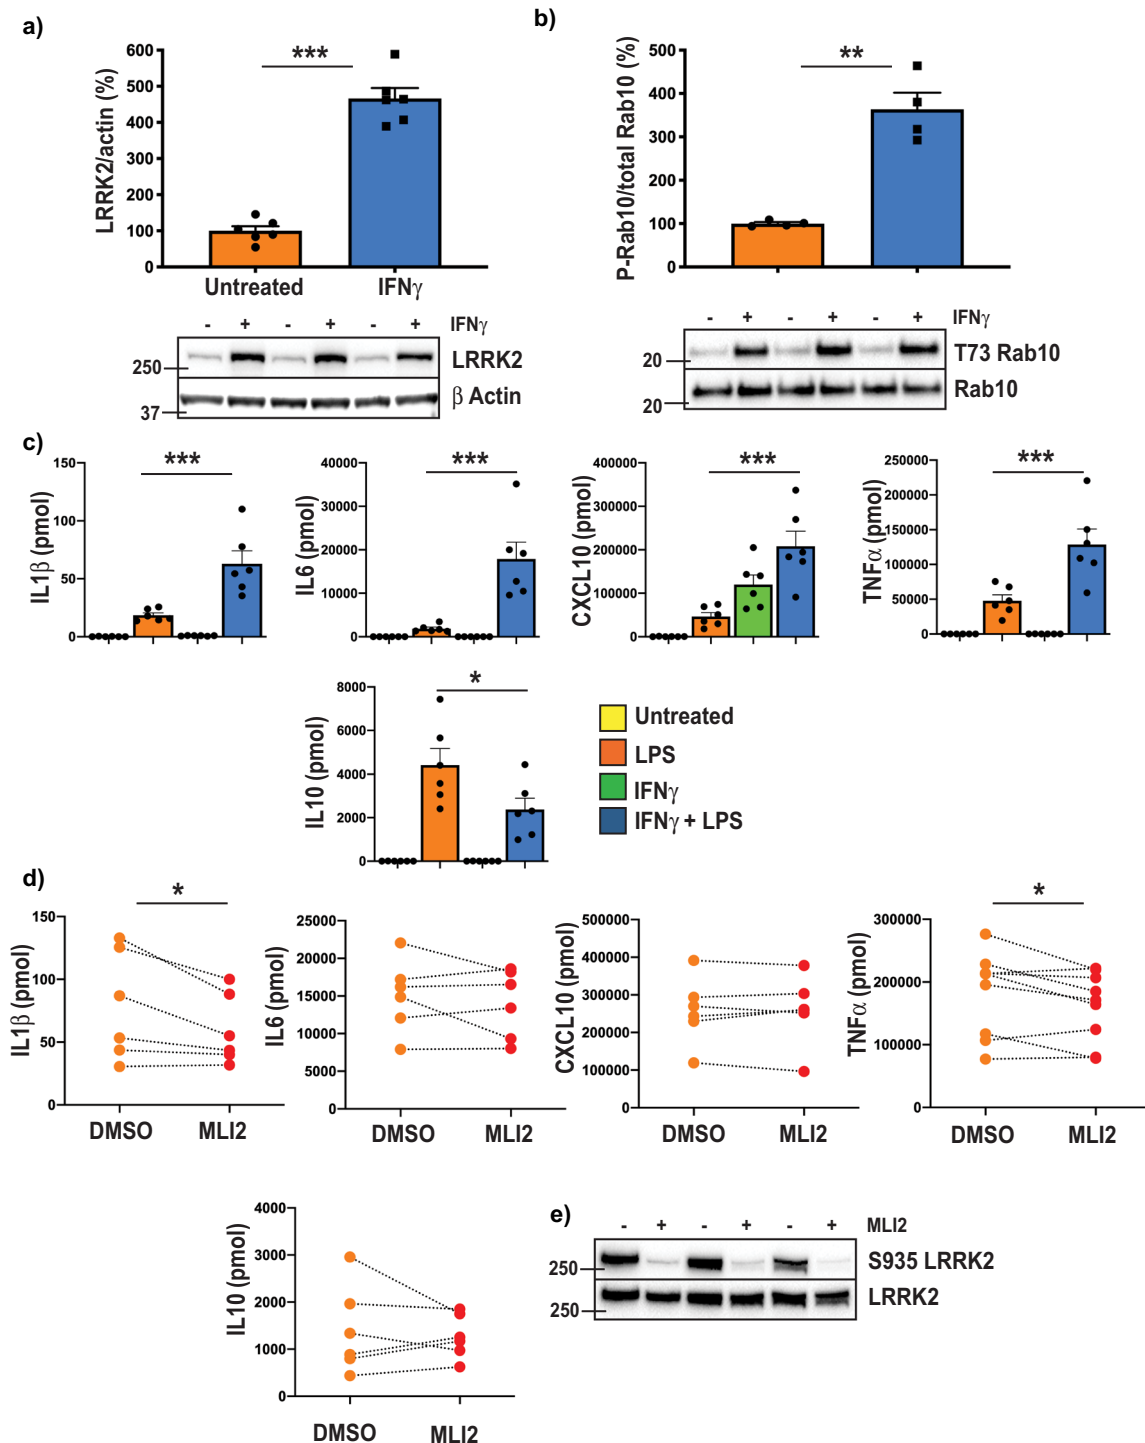 a)
LRRK2/actin (%)
600
500
400
300
200
100
0
***
Untreated IFNγ
- + - + - + IFNγ
250 LRRK2
37 β Actin
b)
P-Rab10/total Rab10 (%)
500
400
300
200
100
0
**
- + - + - + IFNγ
20 T73 Rab10
20 Rab10
c)
IL1β (pmol)
150
100
50
0
***
IL6 (pmol)
40000
30000
20000
10000
0
***
CXCL10 (pmol)
400000
300000
200000
100000
0
***
TNFα (pmol)
250000
200000
150000
100000
50000
0
***
IL10 (pmol)
8000
6000
4000
2000
0
*
Untreated
LPS
IFNγ
IFNγ + LPS
d)
IL1β (pmol)
150
100
50
0
*
DMSO MLI2
IL6 (pmol)
25000
20000
15000
10000
5000
0
DMSO MLI2
CXCL10 (pmol)
500000
400000
300000
200000
100000
0
DMSO MLI2
TNFα (pmol)
300000
200000
100000
0
*
DMSO MLI2
IL10 (pmol)
4000
3000
2000
1000
0
DMSO MLI2
e)
- + - + - + MLI2
250 S935 LRRK2
250 LRRK2